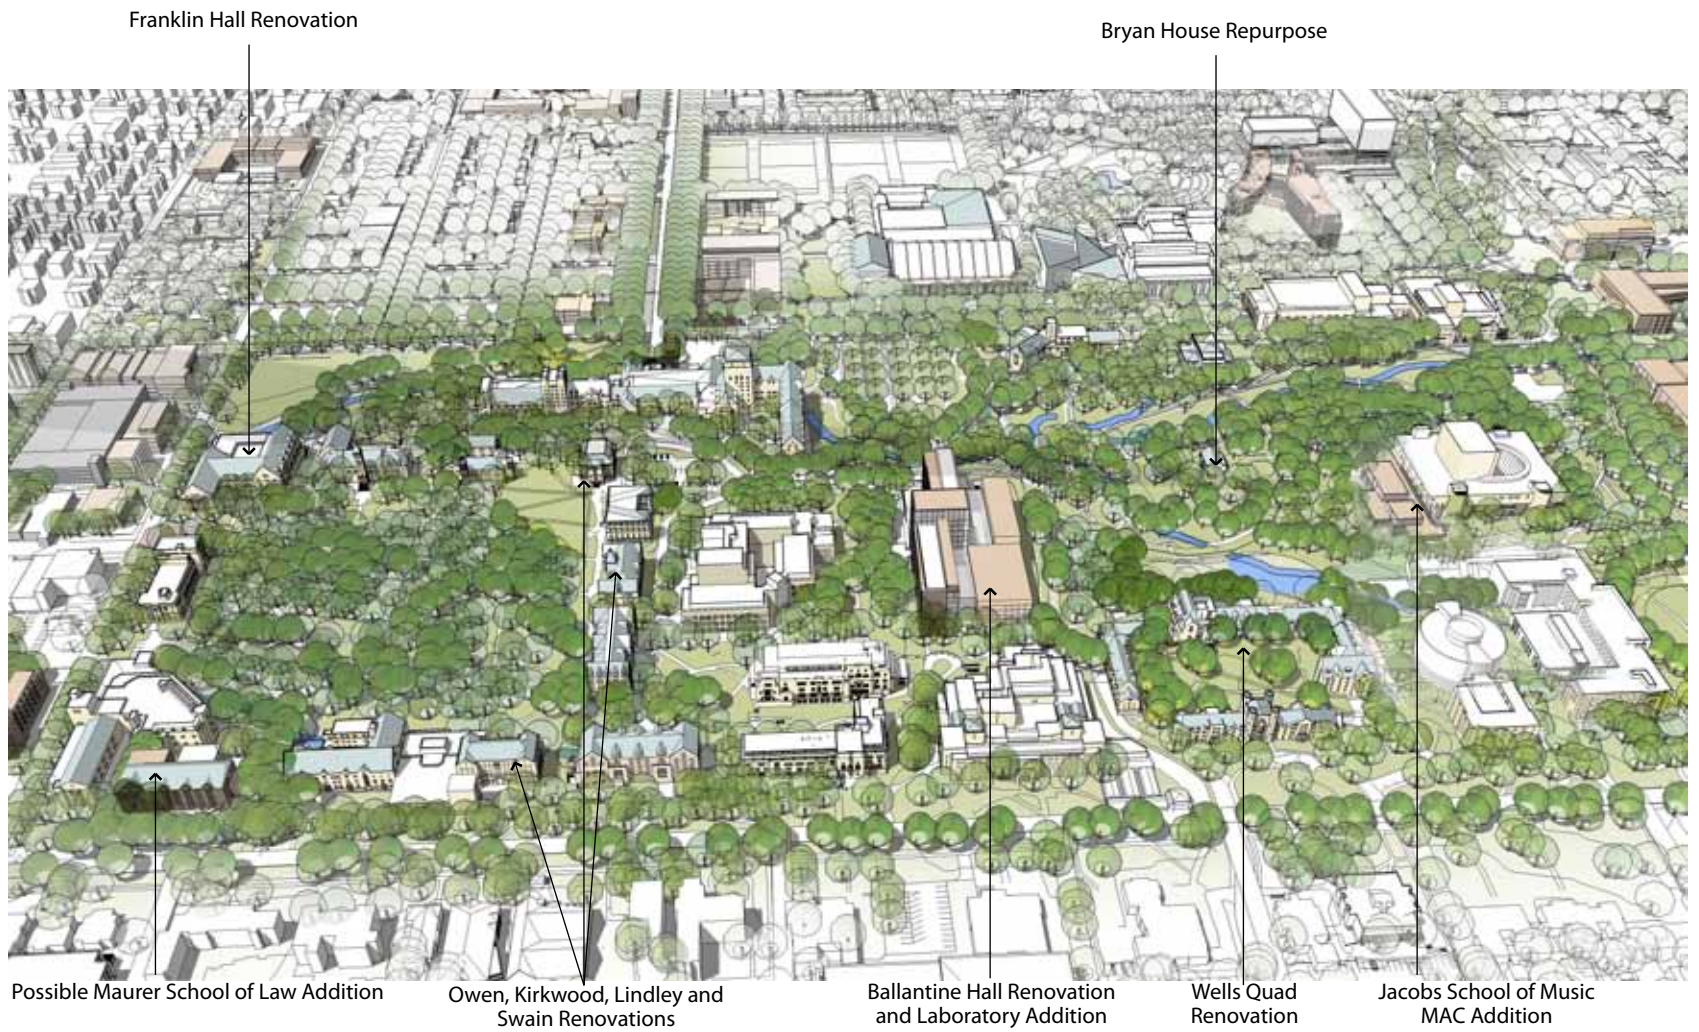 Franklin Hall Renovation
Bryan House Repurpose
Possible Maurer School of Law Addition
Owen, Kirkwood, Lindley and
Swain Renovations
Ballantine Hall Renovation
and Laboratory Addition
Wells Quad
Renovation
Jacobs School of Music
MAC Addition